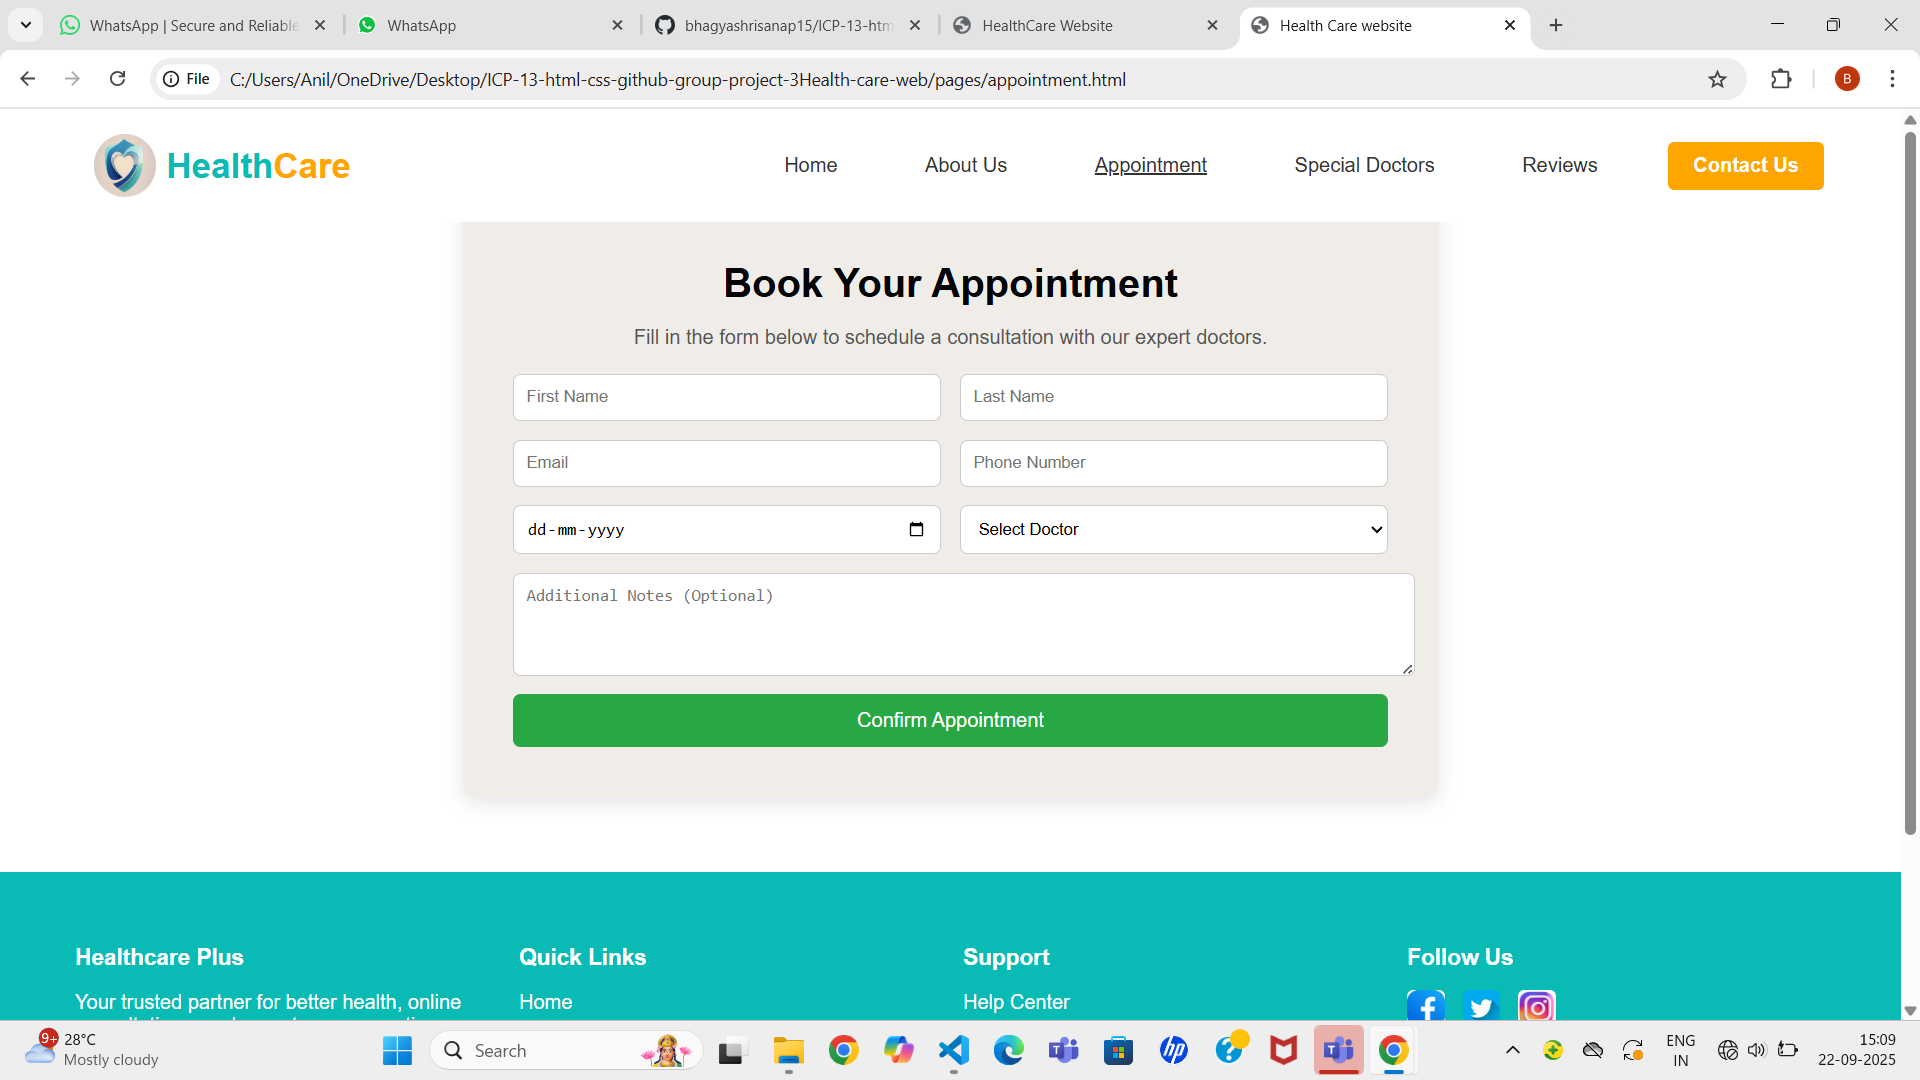 WhatsApp | Secure and Reliable
WhatsApp
bhagyashrisanap15/ICP-13-htm
HealthCare Website
Health Care website
File
C:/Users/Anil/OneDrive/Desktop/ICP-13-html-css-github-group-project-3Health-care-web/pages/appointment.html
B
HealthCare
Home
About Us
Appointment
Special Doctors
Reviews
Contact Us
Book Your Appointment
Fill in the form below to schedule a consultation with our expert doctors.
First Name
Last Name
Email
Phone Number
dd-mm-yyyy
Select Doctor
Additional Notes (Optional)
Confirm Appointment
Healthcare Plus
Quick Links
Support
Follow Us
Your trusted partner for better health, online
Home
Help Center
9+
28°C
Mostly cloudy
Search
hp
ENG
IN
15:09
22-09-2025